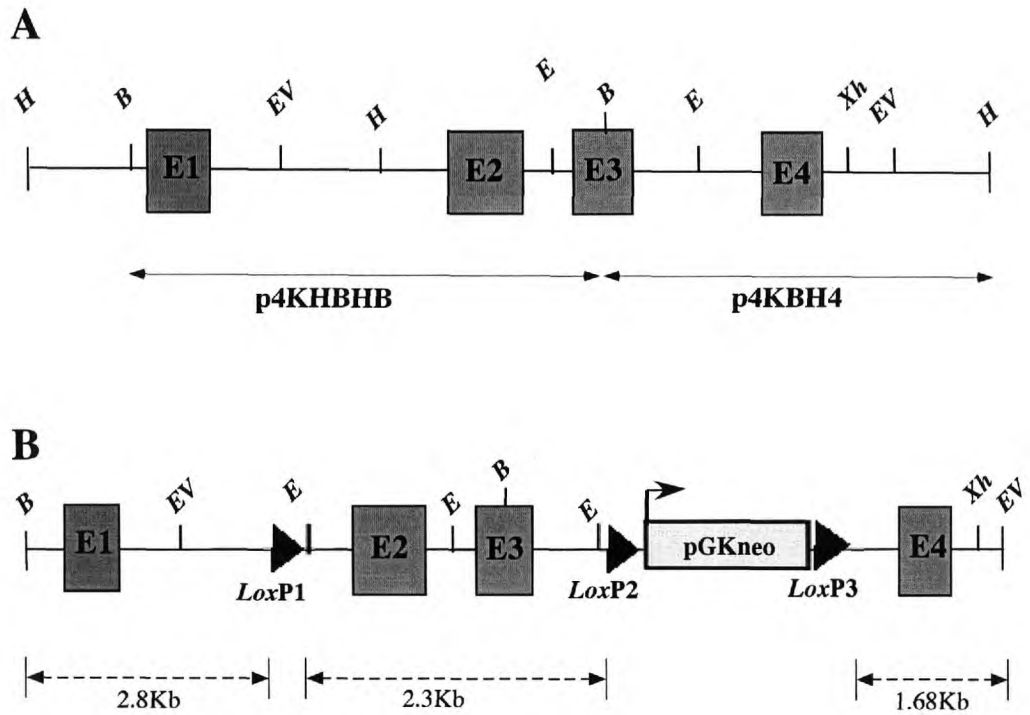 A
H B EV H E B E Xh EV H
E1 E2 E3 E4
p4KHBHB p4KBH4
B
B EV E E B E Xh EV
E1 E2 E3 pGKneo E4
LoxP1 LoxP2 LoxP3
2.8Kb 2.3Kb 1.68Kb